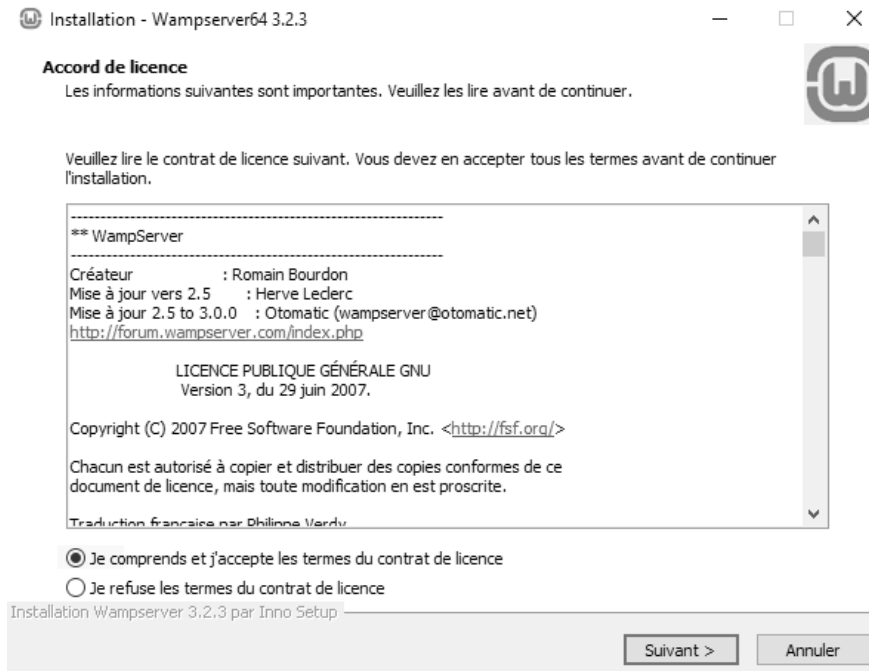 Installation - Wampserver64 3.2.3
Accord de licence
Les informations suivantes sont importantes. Veuillez les lire avant de continuer.
Veuillez lire le contrat de licence suivant. Vous devez en accepter tous les termes avant de continuer
l'installation.
----------------------------------------------------------------
** WampServer
----------------------------------------------------------------
Créateur : Romain Bourdon
Mise à jour vers 2.5 : Herve Leclerc
Mise à jour 2.5 to 3.0.0 : Otomatic (wampserver@otomatic.net)
http://forum.wampserver.com/index.php
LICENCE PUBLIQUE GÉNÉRALE GNU
Version 3, du 29 juin 2007.
Copyright (C) 2007 Free Software Foundation, Inc. <http://fsf.org/>
Chacun est autorisé à copier et distribuer des copies conformes de ce
document de licence, mais toute modification en est proscrite.
Traduction française par Philippe Verdy
Je comprends et j'accepte les termes du contrat de licence
Je refuse les termes du contrat de licence
Installation Wampserver 3.2.3 par Inno Setup
Suivant >
Annuler